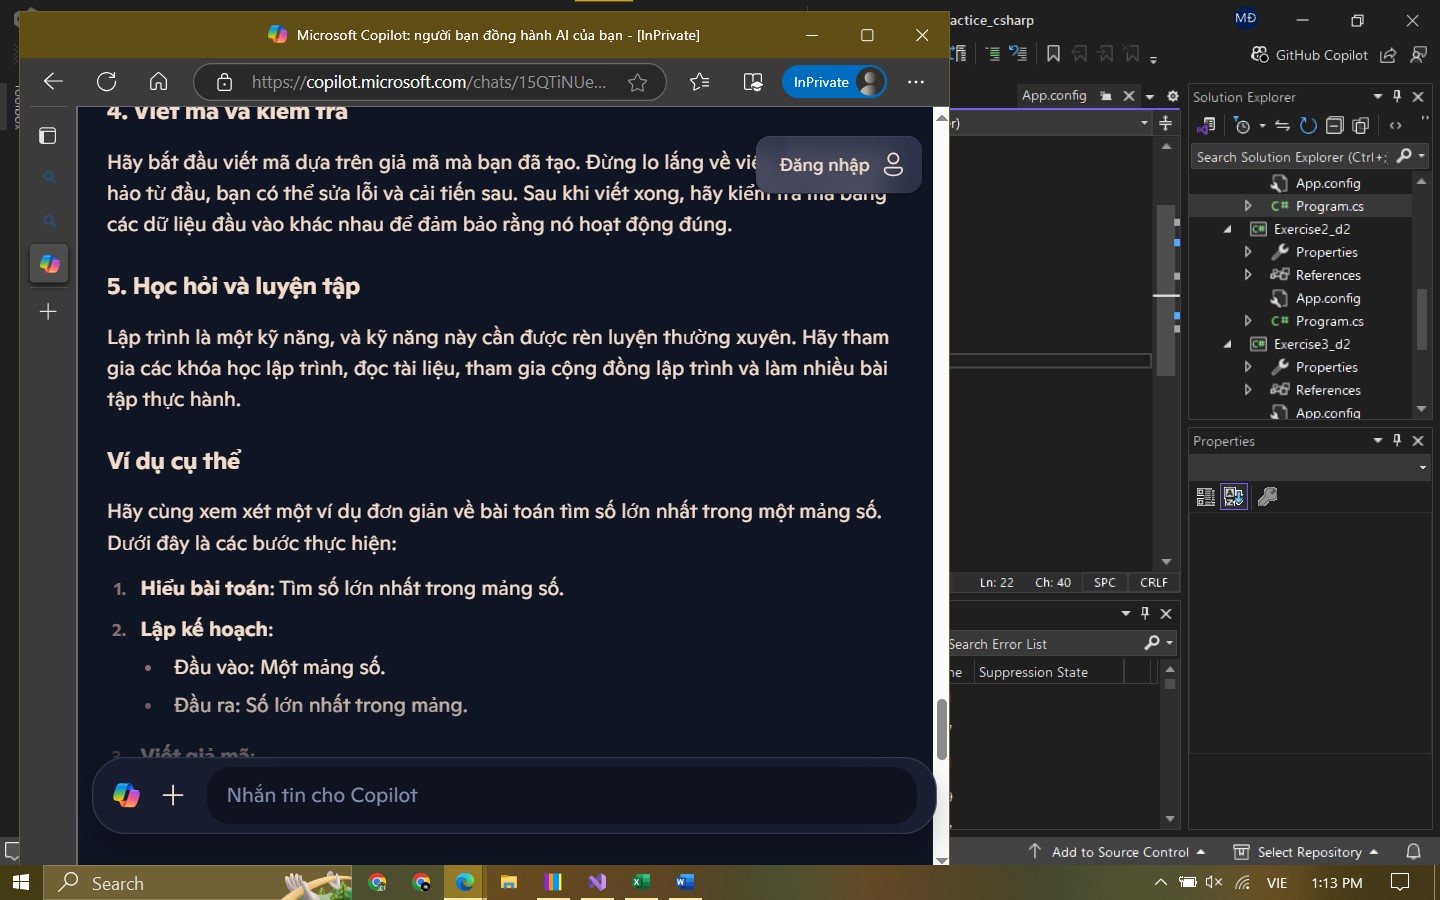 Microsoft Copilot: người bạn đồng hành AI của bạn - [InPrivate]
https://copilot.microsoft.com/chats/15QTiNUe...
InPrivate
4. Viết mã và kiểm tra
Đăng nhập
Hãy bắt đầu viết mã dựa trên giả mã mà bạn đã tạo. Đừng lo lắng về
hảo từ đầu, bạn có thể sửa lỗi và cải tiến sau. Sau khi viết xong, hãy kiểm tra mã bằng
các dữ liệu đầu vào khác nhau để đảm bảo rằng nó hoạt động đúng.
5. Học hỏi và luyện tập
Lập trình là một kỹ năng, và kỹ năng này cần được rèn luyện thường xuyên. Hãy tham
gia các khóa học lập trình, đọc tài liệu, tham gia cộng đồng lập trình và làm nhiều bài
tập thực hành.
Ví dụ cụ thể
Hãy cùng xem xét một ví dụ đơn giản về bài toán tìm số lớn nhất trong một mảng số.
Dưới đây là các bước thực hiện:
1. Hiểu bài toán: Tìm số lớn nhất trong mảng số.
2. Lập kế hoạch:
• Đầu vào: Một mảng số.
• Đầu ra: Số lớn nhất trong mảng.
3. Viết giả mã:
Nhắn tin cho Copilot
actice_csharp
MĐ
GitHub Copilot
App.config
r)
Ln: 22 Ch: 40 SPC CRLF
Search Error List
ne Suppression State
Solution Explorer
Search Solution Explorer (Ctrl+;
App.config
C# Program.cs
C# Exercise2_d2
Properties
References
App.config
C# Program.cs
C# Exercise3_d2
Properties
References
App.config
Properties
Add to Source Control
Select Repository
Search
VIE
1:13 PM